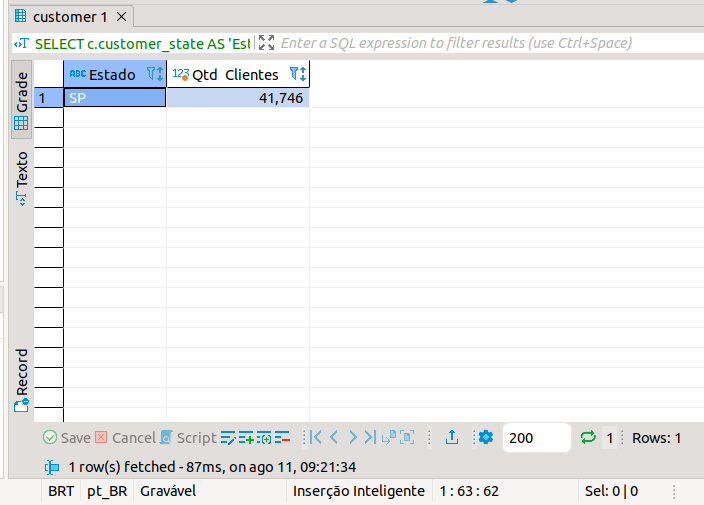 customer 1
SELECT c.customer_state AS 'Est
Enter a SQL expression to filter results (use Ctrl+Space)
Grade
Texto
Record
ABC Estado 123 Qtd Clientes
1 SP 41,746
Save Cancel Script 200 1 Rows: 1
1 row(s) fetched - 87ms, on ago 11, 09:21:34
BRT pt_BR Gravável Inserção Inteligente 1 : 63 : 62 Sel: 0 | 0